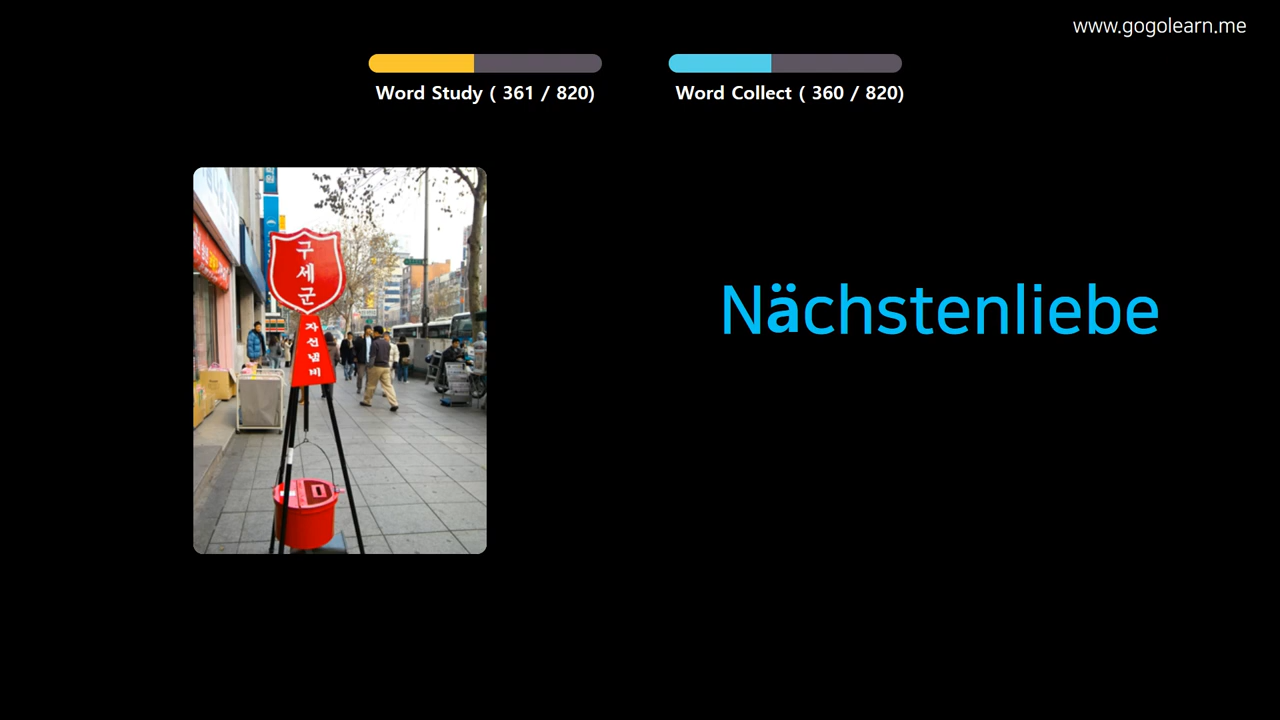 www.gogolearn.me
Word Study ( 361 / 820)
Word Collect ( 360 / 820)
구세군
자선냄비
Nächstenliebe